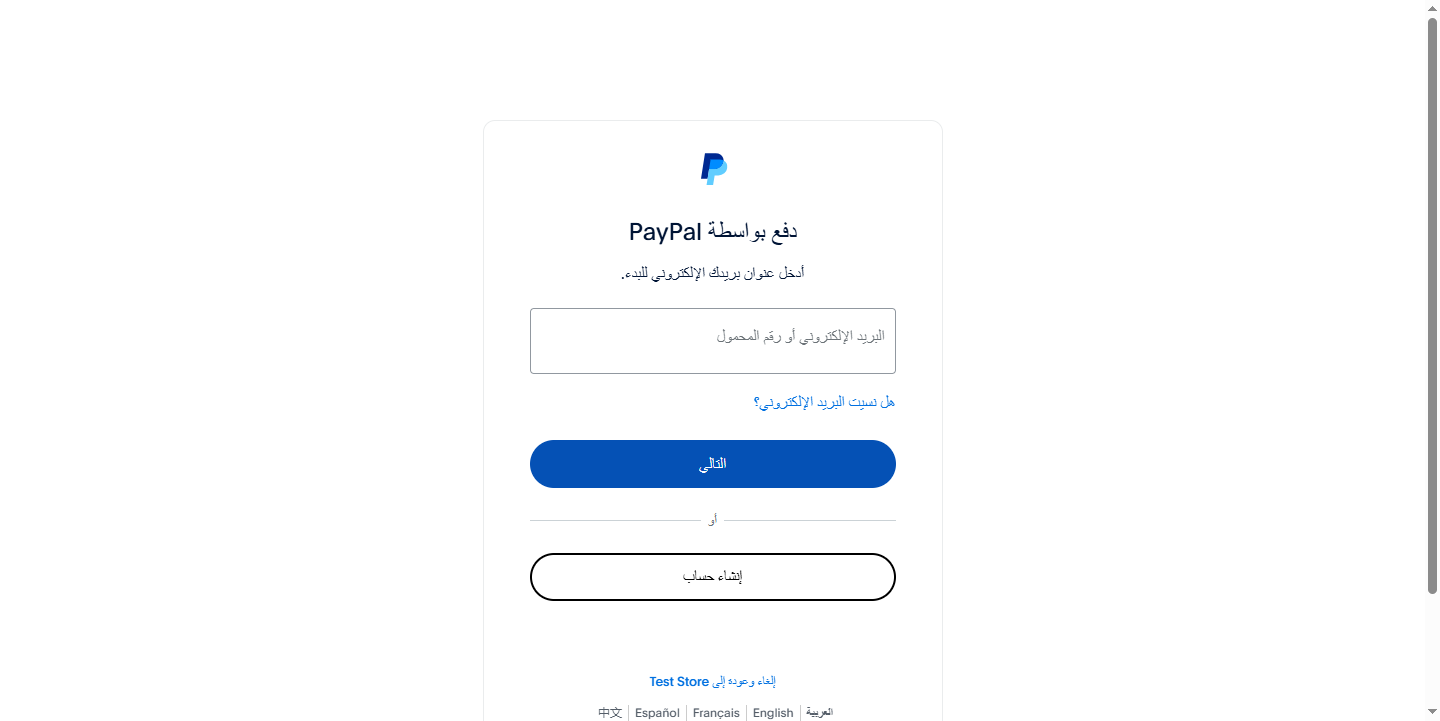 دفع بواسطة PayPal
أدخل عنوان بريدك الإلكتروني للبدء.
البريد الإلكتروني أو رقم المحمول
هل نسيت البريد الإلكتروني؟
التالي
أو
إنشاء حساب
إلغاء وعودة إلى Test Store
العربية English Français Español 中文